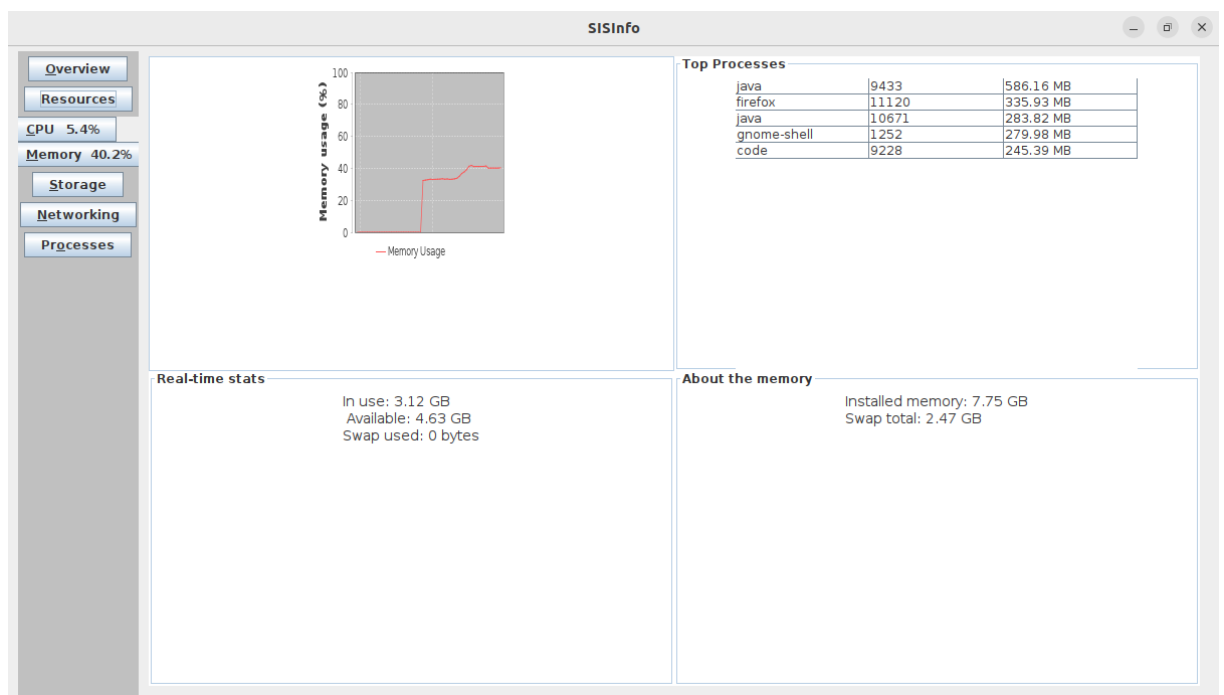 SISInfo
Overview
Resources
CPU 5.4%
Memory 40.2%
Storage
Networking
Processes
Memory usage (%)
100
80
60
40
20
0
Memory Usage
Top Processes
java 9433 586.16 MB
firefox 11120 335.93 MB
java 10671 283.82 MB
gnome-shell 1252 279.98 MB
code 9228 245.39 MB
Real-time stats
In use: 3.12 GB
Available: 4.63 GB
Swap used: 0 bytes
About the memory
Installed memory: 7.75 GB
Swap total: 2.47 GB